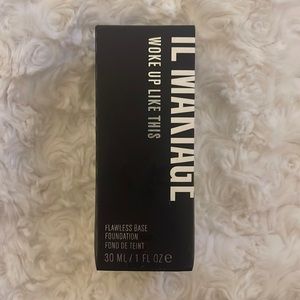 IL MAKIAGE
WOKE UP LIKE THIS
FLAWLESS BASE
FOUNDATION
FOND DE TEINT
30 ML / 1 FL OZ ℮